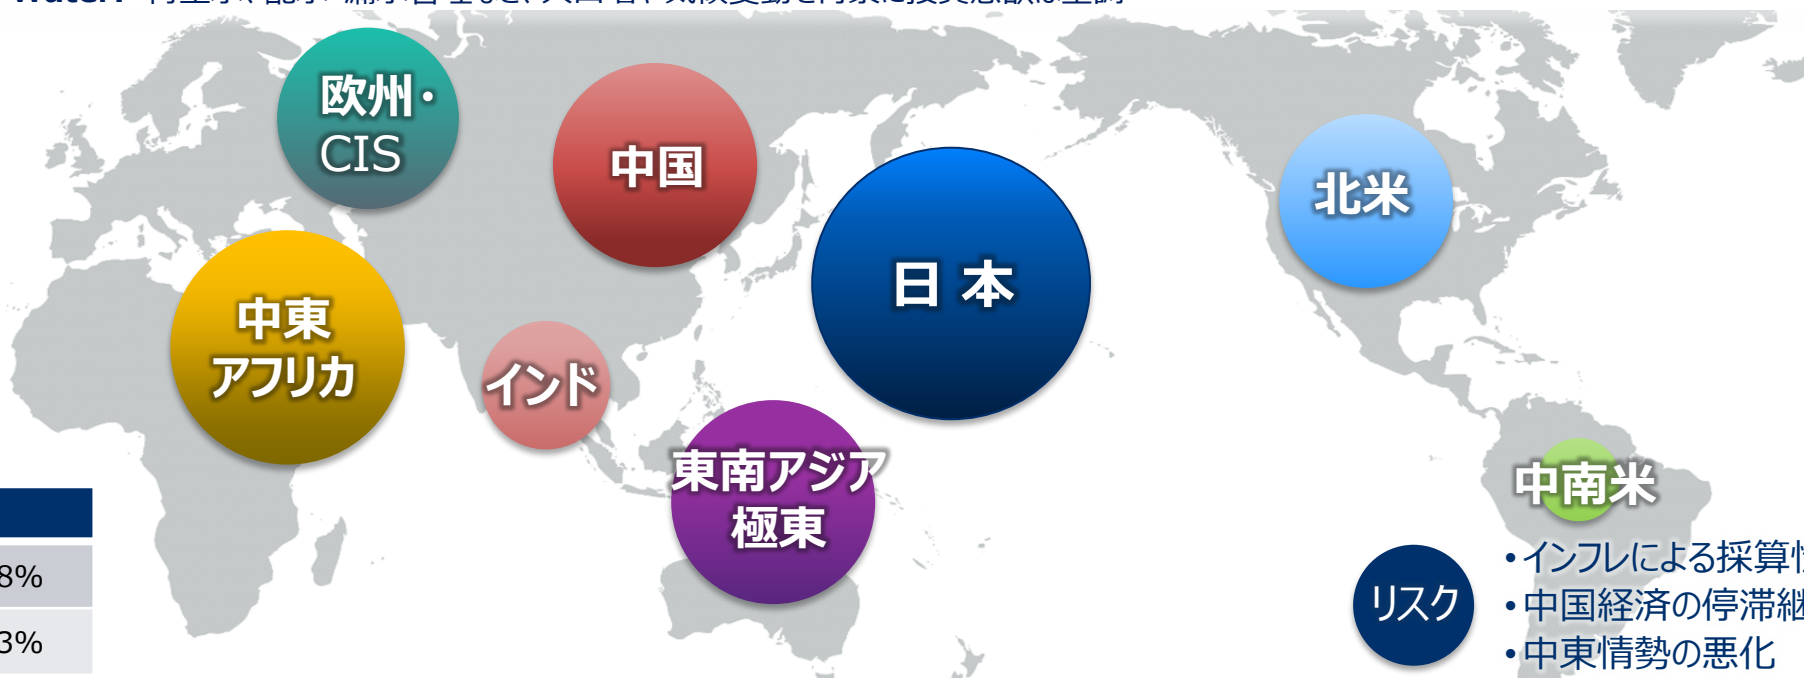 欧州・
CIS
中国
日 本
北米
中東
アフリカ
インド
東南アジア
極東
中南米
8%
3%
リスク
•インフレによる採算
•中国経済の停滞継
•中東情勢の悪化